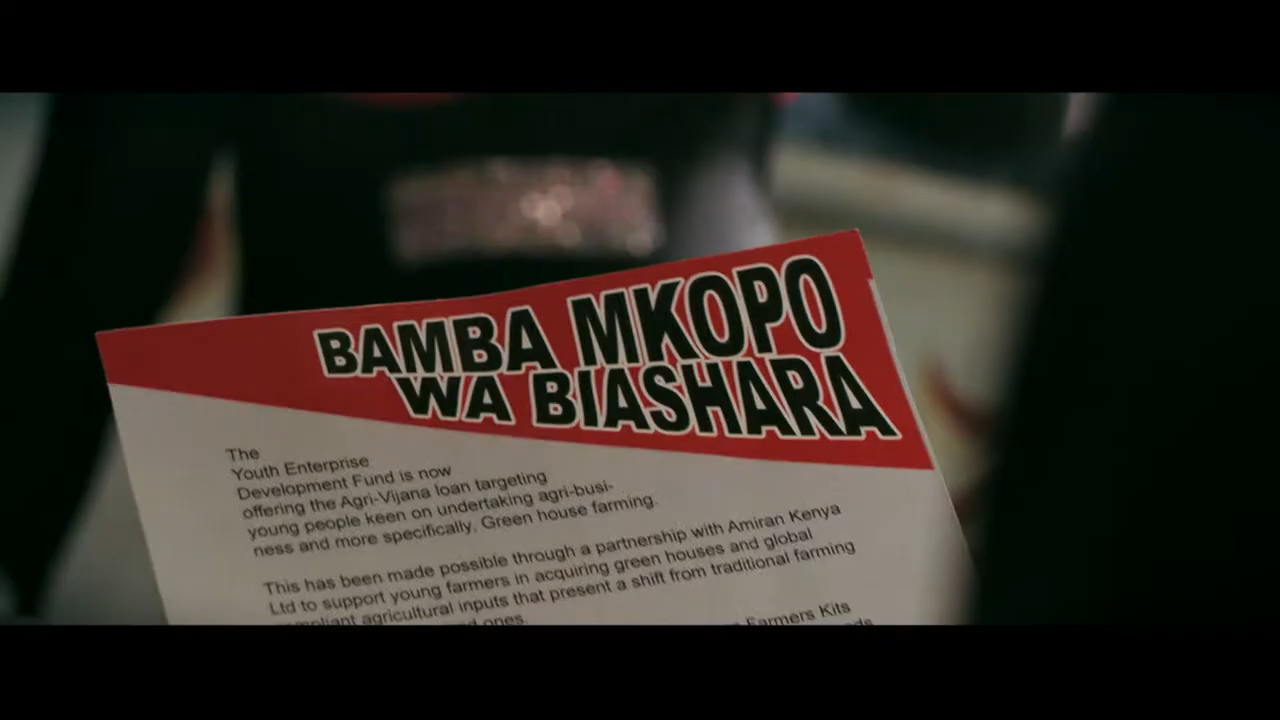 BAMBA MKOPO
WA BIASHARA
The
Youth Enterprise
Development Fund is now
offering the Agri-Vijana loan targeting
young people keen on undertaking agri-busi-
ness and more specifically, Green house farming.
This has been made possible through a partnership with Amiran Kenya
Ltd to support young farmers in acquiring green houses and global
agricultural inputs that present a shift from traditional farming
ones.
Farmers Kits